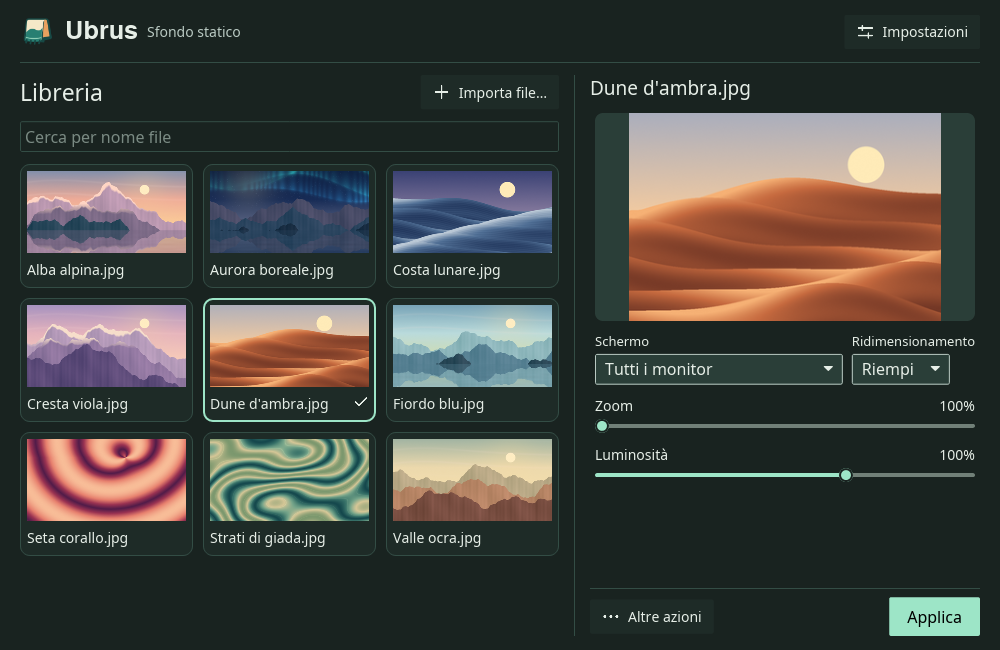 Ubrus
Sfondo statico
Impostazioni
Libreria
Importa file...
Cerca per nome file
Alba alpina.jpg
Aurora boreale.jpg
Costa lunare.jpg
Cresta viola.jpg
Dune d'ambra.jpg
Fiordo blu.jpg
Seta corallo.jpg
Strati di giada.jpg
Valle ocra.jpg
Dune d'ambra.jpg
Schermo
Ridimensionamento
Tutti i monitor
Riempi
Zoom
100%
Luminosità
100%
Altre azioni
Applica